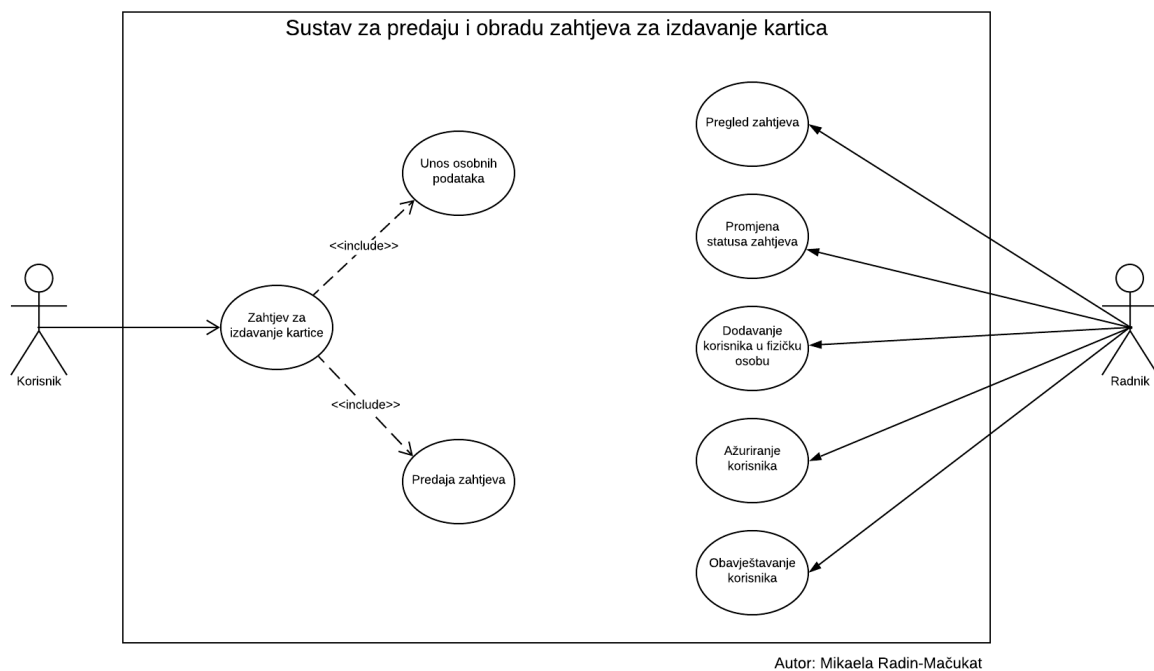 Sustav za predaju i obradu zahtjeva za izdavanje kartica
Unos osobnih
podataka
<<include>>
Zahtjev za
izdavanje kartice
<<include>>
Predaja zahtjeva
Korisnik
Pregled zahtjeva
Promjena
statusa zahtjeva
Dodavanje
korisnika u fizičku
osobu
Ažuriranje
korisnika
Obavještavanje
korisnika
Radnik
Autor: Mikaela Radin-Mačukat